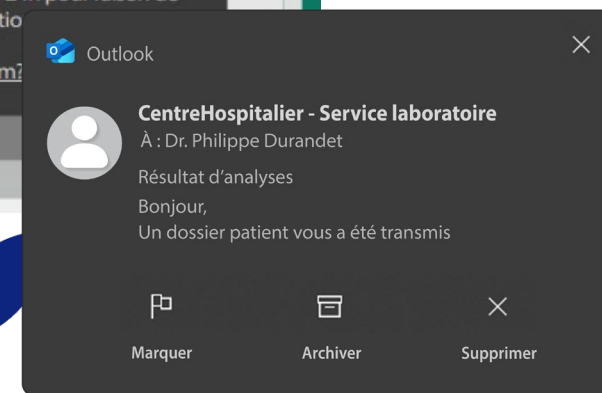 tio
m?
Outlook
CentreHospitalier - Service laboratoire
À : Dr. Philippe Durandet
Résultat d’analyses
Bonjour,
Un dossier patient vous a été transmis
Marquer
Archiver
Supprimer